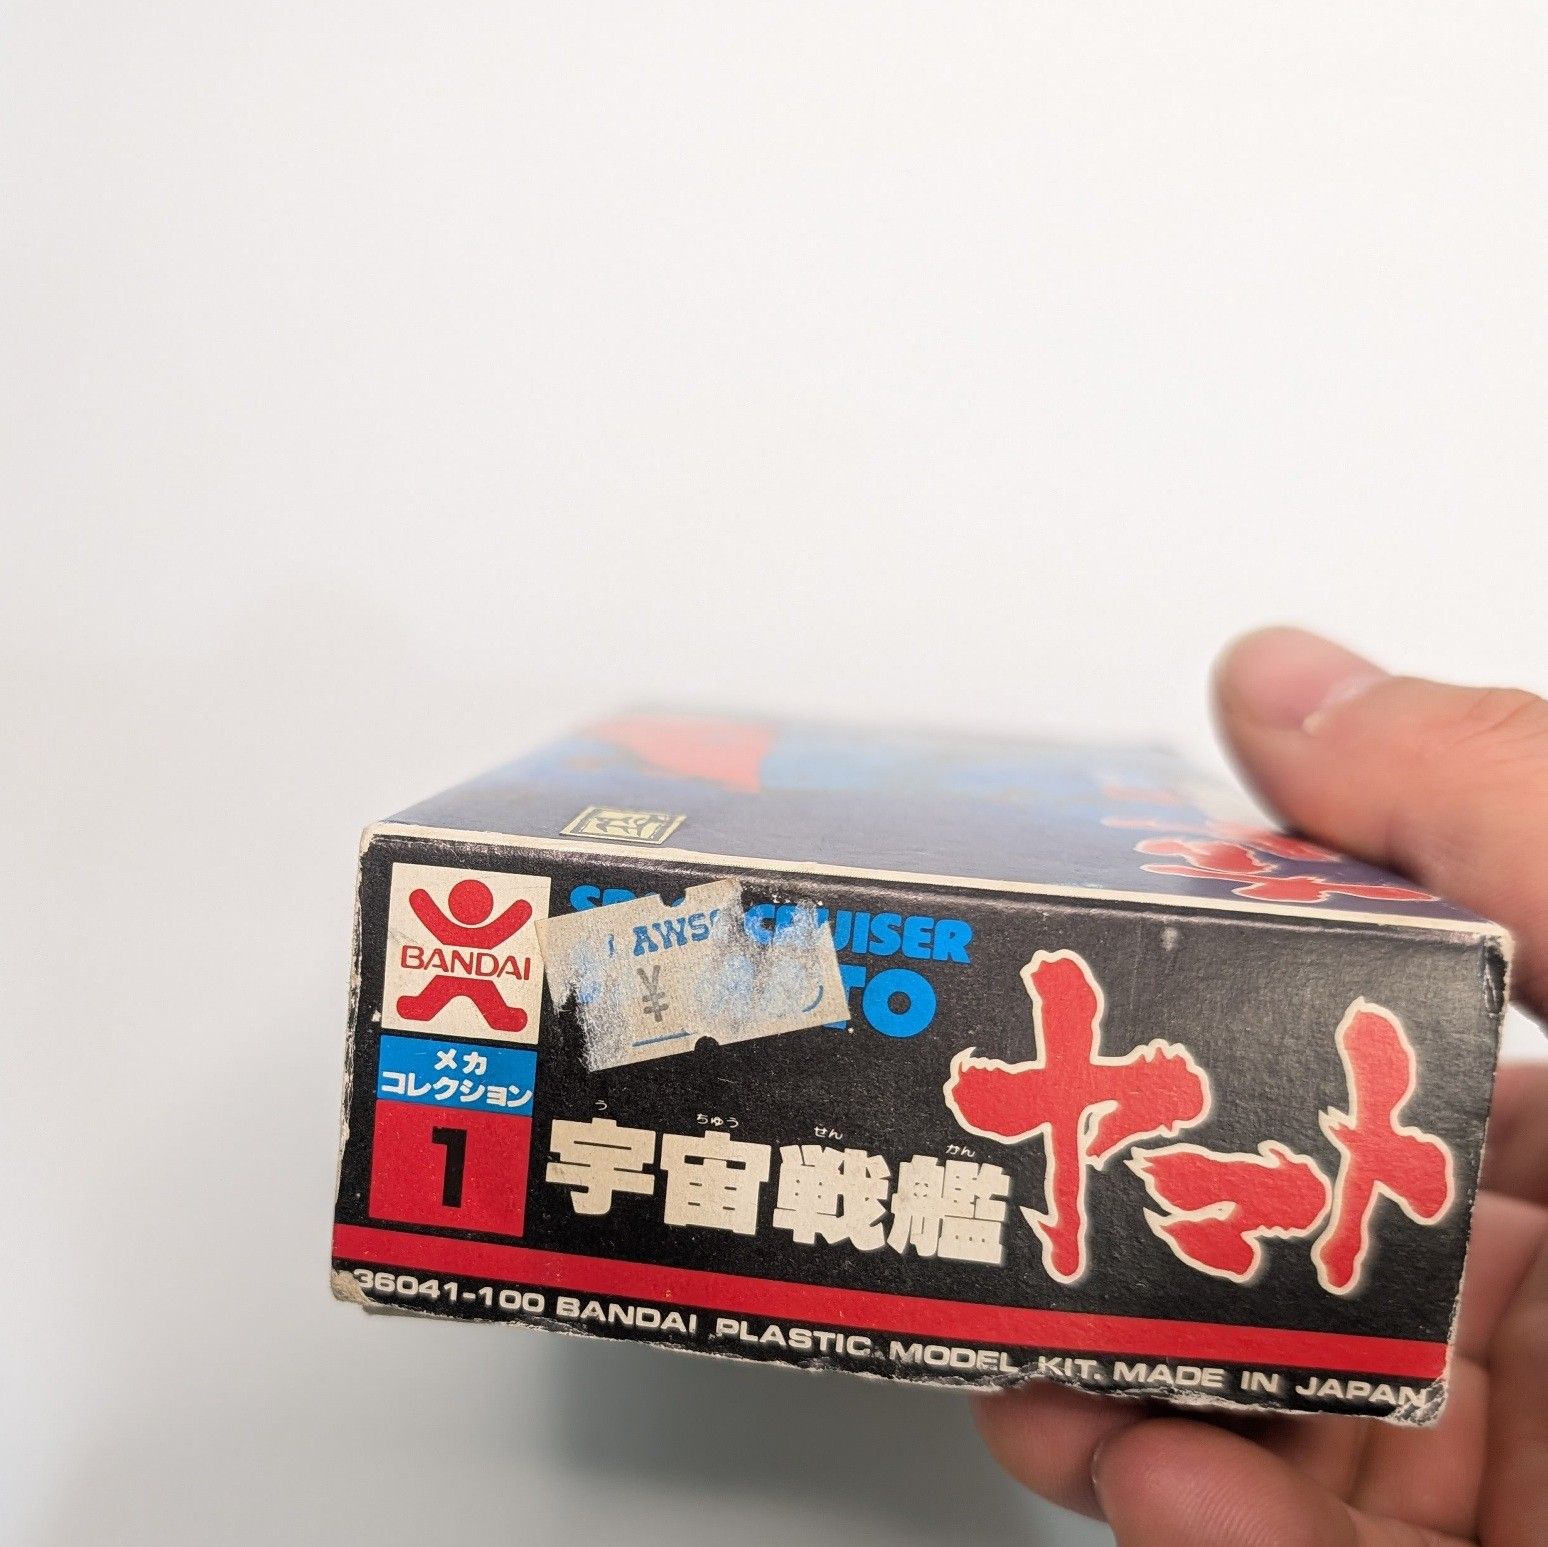 BANDAI
メカ
コレクション
1
CRUISER
LAWSO
¥
う ちゅう せん かん
宇宙戦艦
ヤマト
36041-100 BANDAI PLASTIC MODEL KIT. MADE IN JAPAN